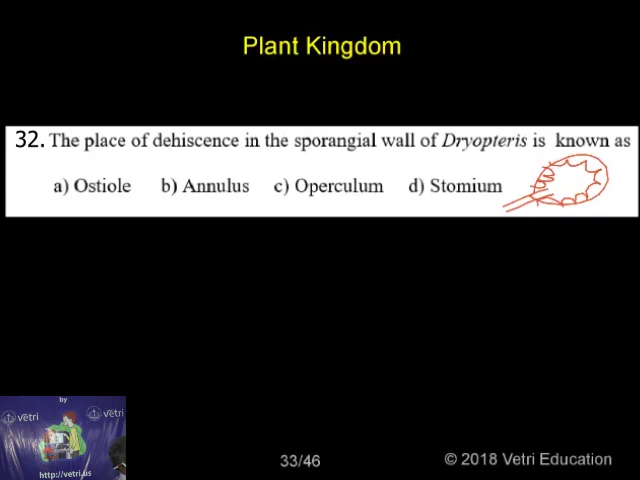 Plant Kingdom
32. The place of dehiscence in the sporangial wall of Dryopteris is known as
a) Ostiole b) Annulus c) Operculum d) Stomium
by
vetri vetri
http://vetri.us
33/46
© 2018 Vetri Education